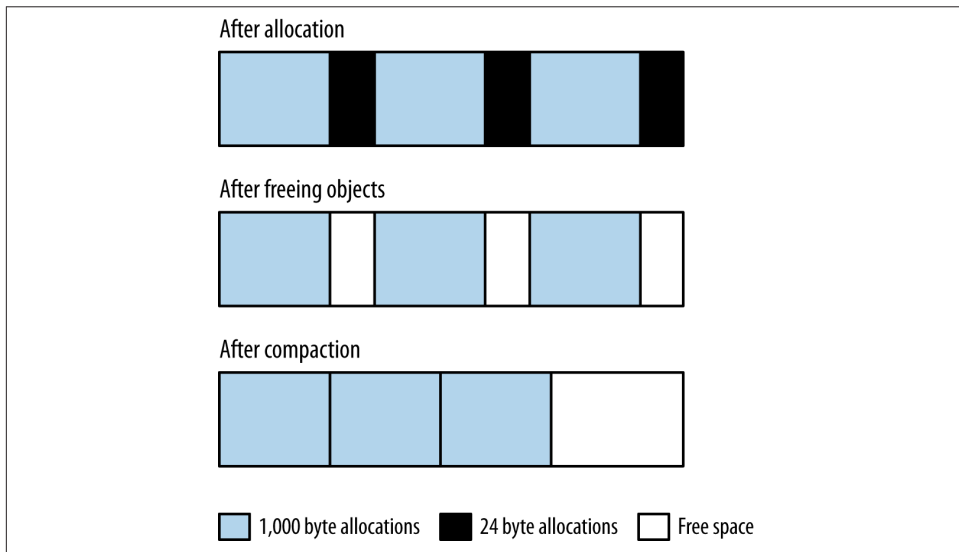 After allocation
After freeing objects
After compaction
1,000 byte allocations 24 byte allocations Free space